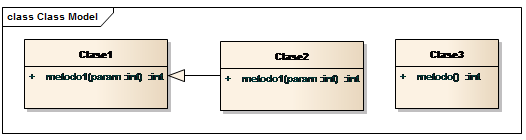 class Class Model
Clase1
+ metodo1(param :int) :int
Clase2
+ metodo1(param :int) :int
Clase3
+ metodo() :int